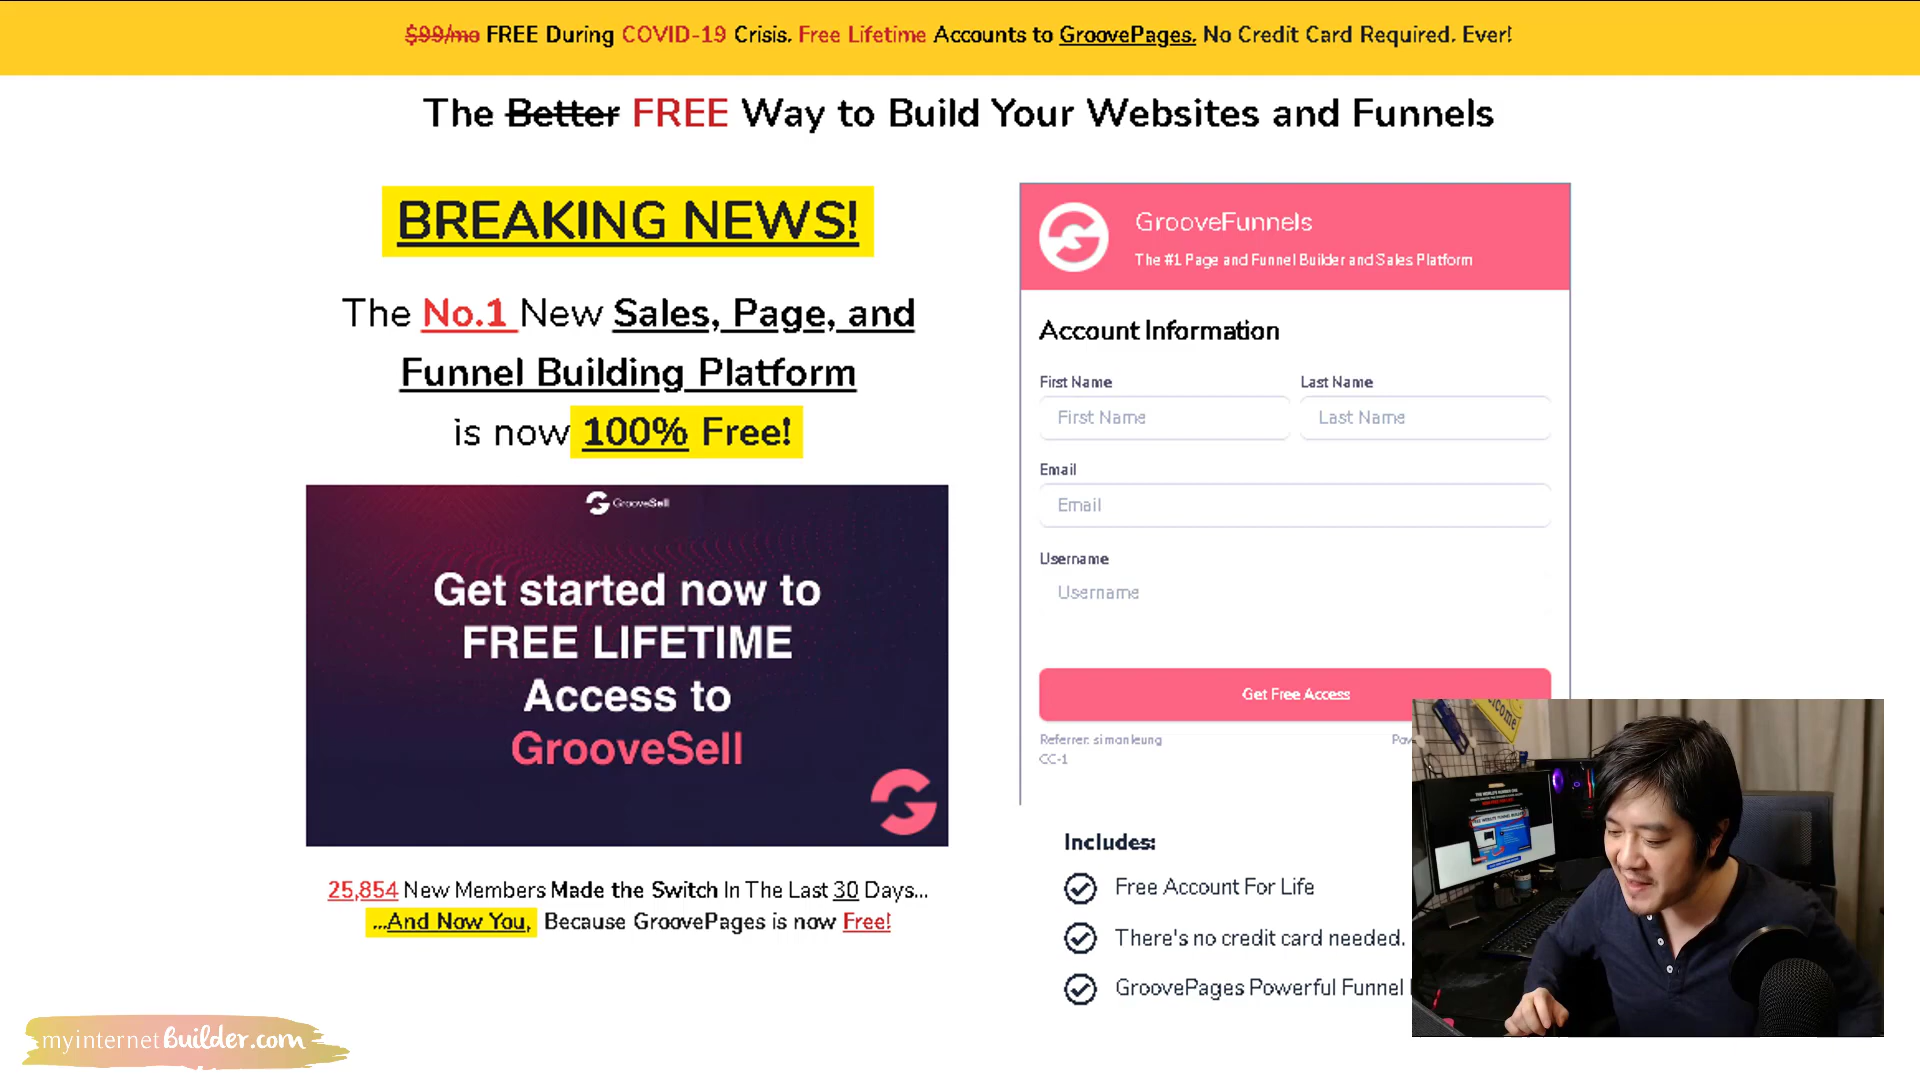 $99/mo FREE During COVID-19 Crisis. Free Lifetime Accounts to GroovePages. No Credit Card Required. Ever!
The Better FREE Way to Build Your Websites and Funnels
BREAKING NEWS!
The No.1 New Sales, Page, and
Funnel Building Platform
is now 100% Free!
GrooveSell
Get started now to
FREE LIFETIME
Access to
GrooveSell
25,854 New Members Made the Switch In The Last 30 Days...
...And Now You, Because GroovePages is now Free!
GrooveFunnels
The #1 Page and Funnel Builder and Sales Platform
Account Information
First Name
Last Name
First Name
Last Name
Email
Email
Username
Username
Get Free Access
Referrer: simonleung
CC-1
Includes:
Free Account For Life
There's no credit card needed.
GroovePages Powerful Funnel
myinternetBuilder.com